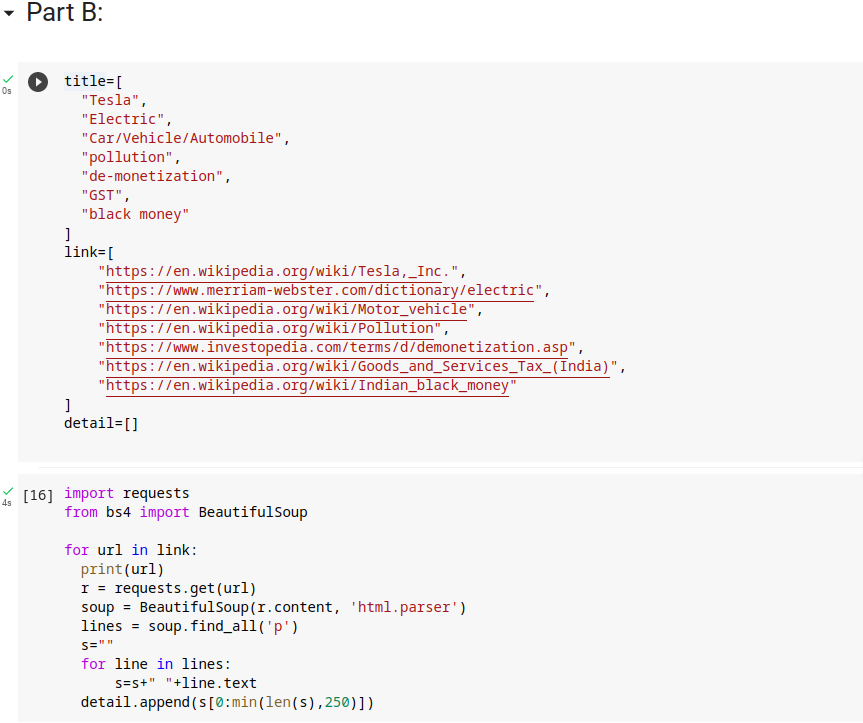 Part B:
0s
title=[
  "Tesla",
  "Electric",
  "Car/Vehicle/Automobile",
  "pollution",
  "de-monetization",
  "GST",
  "black money"
]
link=[
    "https://en.wikipedia.org/wiki/Tesla,_Inc.",
    "https://www.merriam-webster.com/dictionary/electric",
    "https://en.wikipedia.org/wiki/Motor_vehicle",
    "https://en.wikipedia.org/wiki/Pollution",
    "https://www.investopedia.com/terms/d/demonetization.asp",
    "https://en.wikipedia.org/wiki/Goods_and_Services_Tax_(India)",
    "https://en.wikipedia.org/wiki/Indian_black_money"
]
detail=[]
4s
[16] import requests
from bs4 import BeautifulSoup
for url in link:
  print(url)
  r = requests.get(url)
  soup = BeautifulSoup(r.content, 'html.parser')
  lines = soup.find_all('p')
  s=""
  for line in lines:
      s=s+" "+line.text
  detail.append(s[0:min(len(s),250)])